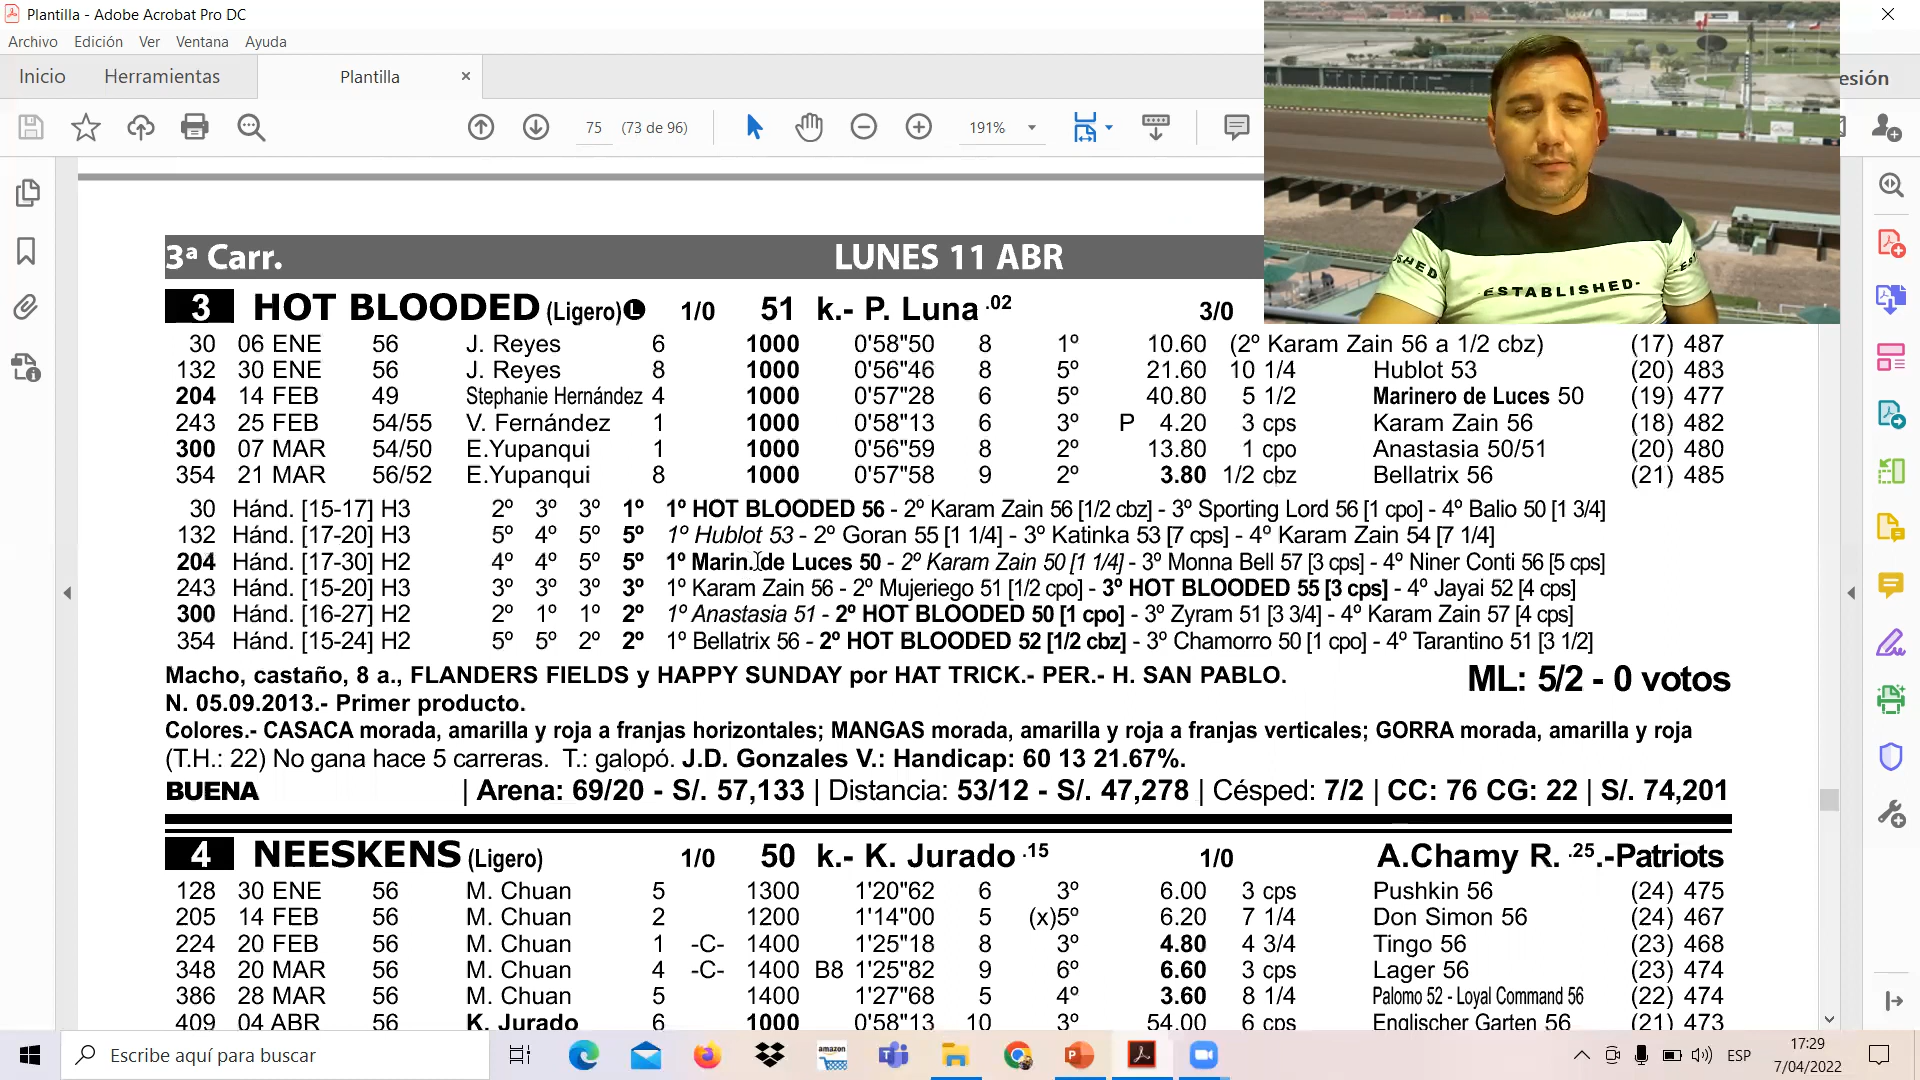 Plantilla - Adobe Acrobat Pro DC
Archivo Edición Ver Ventana Ayuda
Inicio Herramientas Plantilla × esión
75 (73 de 96) 191%
3ª Carr. LUNES 11 ABR
3 HOT BLOODED (Ligero) L 1/0 51 k.- P. Luna .02 3/0
30 06 ENE 56 J. Reyes 6 1000 0'58"50 8 1º 10.60 (2º Karam Zain 56 a 1/2 cbz) (17) 487
132 30 ENE 56 J. Reyes 8 1000 0'56"46 8 5º 21.60 10 1/4 Hublot 53 (20) 483
204 14 FEB 49 Stephanie Hernández 4 1000 0'57"28 6 5º 40.80 5 1/2 Marinero de Luces 50 (19) 477
243 25 FEB 54/55 V. Fernández 1 1000 0'58"13 6 3º P 4.20 3 cps Karam Zain 56 (18) 482
300 07 MAR 54/50 E.Yupanqui 1 1000 0'56"59 8 2º 13.80 1 cpo Anastasia 50/51 (20) 480
354 21 MAR 56/52 E.Yupanqui 8 1000 0'57"58 9 2º 3.80 1/2 cbz Bellatrix 56 (21) 485
30 Hánd. [15-17] H3 2º 3º 3º 1º 1º HOT BLOODED 56 - 2º Karam Zain 56 [1/2 cbz] - 3º Sporting Lord 56 [1 cpo] - 4º Balio 50 [1 3/4]
132 Hánd. [17-20] H3 5º 4º 5º 5º 1º Hublot 53 - 2º Goran 55 [1 1/4] - 3º Katinka 53 [7 cps] - 4º Karam Zain 54 [7 1/4]
204 Hánd. [17-30] H2 4º 4º 5º 5º 1º Marin. de Luces 50 - 2º Karam Zain 50 [1 1/4] - 3º Monna Bell 57 [3 cps] - 4º Niner Conti 56 [5 cps]
243 Hánd. [15-20] H3 3º 3º 3º 3º 1º Karam Zain 56 - 2º Mujeriego 51 [1/2 cpo] - 3º HOT BLOODED 55 [3 cps] - 4º Jayai 52 [4 cps]
300 Hánd. [16-27] H2 2º 1º 1º 2º 1º Anastasia 51 - 2º HOT BLOODED 50 [1 cpo] - 3º Zyram 51 [3 3/4] - 4º Karam Zain 57 [4 cps]
354 Hánd. [15-24] H2 5º 5º 2º 2º 1º Bellatrix 56 - 2º HOT BLOODED 52 [1/2 cbz] - 3º Chamorro 50 [1 cpo] - 4º Tarantino 51 [3 1/2]
Macho, castaño, 8 a., FLANDERS FIELDS y HAPPY SUNDAY por HAT TRICK.- PER.- H. SAN PABLO. ML: 5/2 - 0 votos
N. 05.09.2013.- Primer producto.
Colores.- CASACA morada, amarilla y roja a franjas horizontales; MANGAS morada, amarilla y roja a franjas verticales; GORRA morada, amarilla y roja
(T.H.: 22) No gana hace 5 carreras. T.: galopó. J.D. Gonzales V.: Handicap: 60 13 21.67%.
BUENA | Arena: 69/20 - S/. 57,133 | Distancia: 53/12 - S/. 47,278 | Césped: 7/2 | CC: 76 CG: 22 | S/. 74,201
4 NEESKENS (Ligero) 1/0 50 k.- K. Jurado .15 1/0 A.Chamy R. .25.-Patriots
128 30 ENE 56 M. Chuan 5 1300 1'20"62 6 3º 6.00 3 cps Pushkin 56 (24) 475
205 14 FEB 56 M. Chuan 2 1200 1'14"00 5 (x)5º 6.20 7 1/4 Don Simon 56 (24) 467
224 20 FEB 56 M. Chuan 1 -C- 1400 1'25"18 8 3º 4.80 4 3/4 Tingo 56 (23) 468
348 20 MAR 56 M. Chuan 4 -C- 1400 B8 1'25"82 9 6º 6.60 3 cps Lager 56 (23) 474
386 28 MAR 56 M. Chuan 5 1400 1'27"68 5 4º 3.60 8 1/4 Palomo 52 - Loyal Command 56 (22) 474
409 04 ABR 56 K. Jurado 6 1000 0'58"13 10 3º 54.00 6 cps Englischer Garten 56 (21) 473
SHED ESTABLISHED
Escribe aquí para buscar
amazon
ESP
17:29
7/04/2022